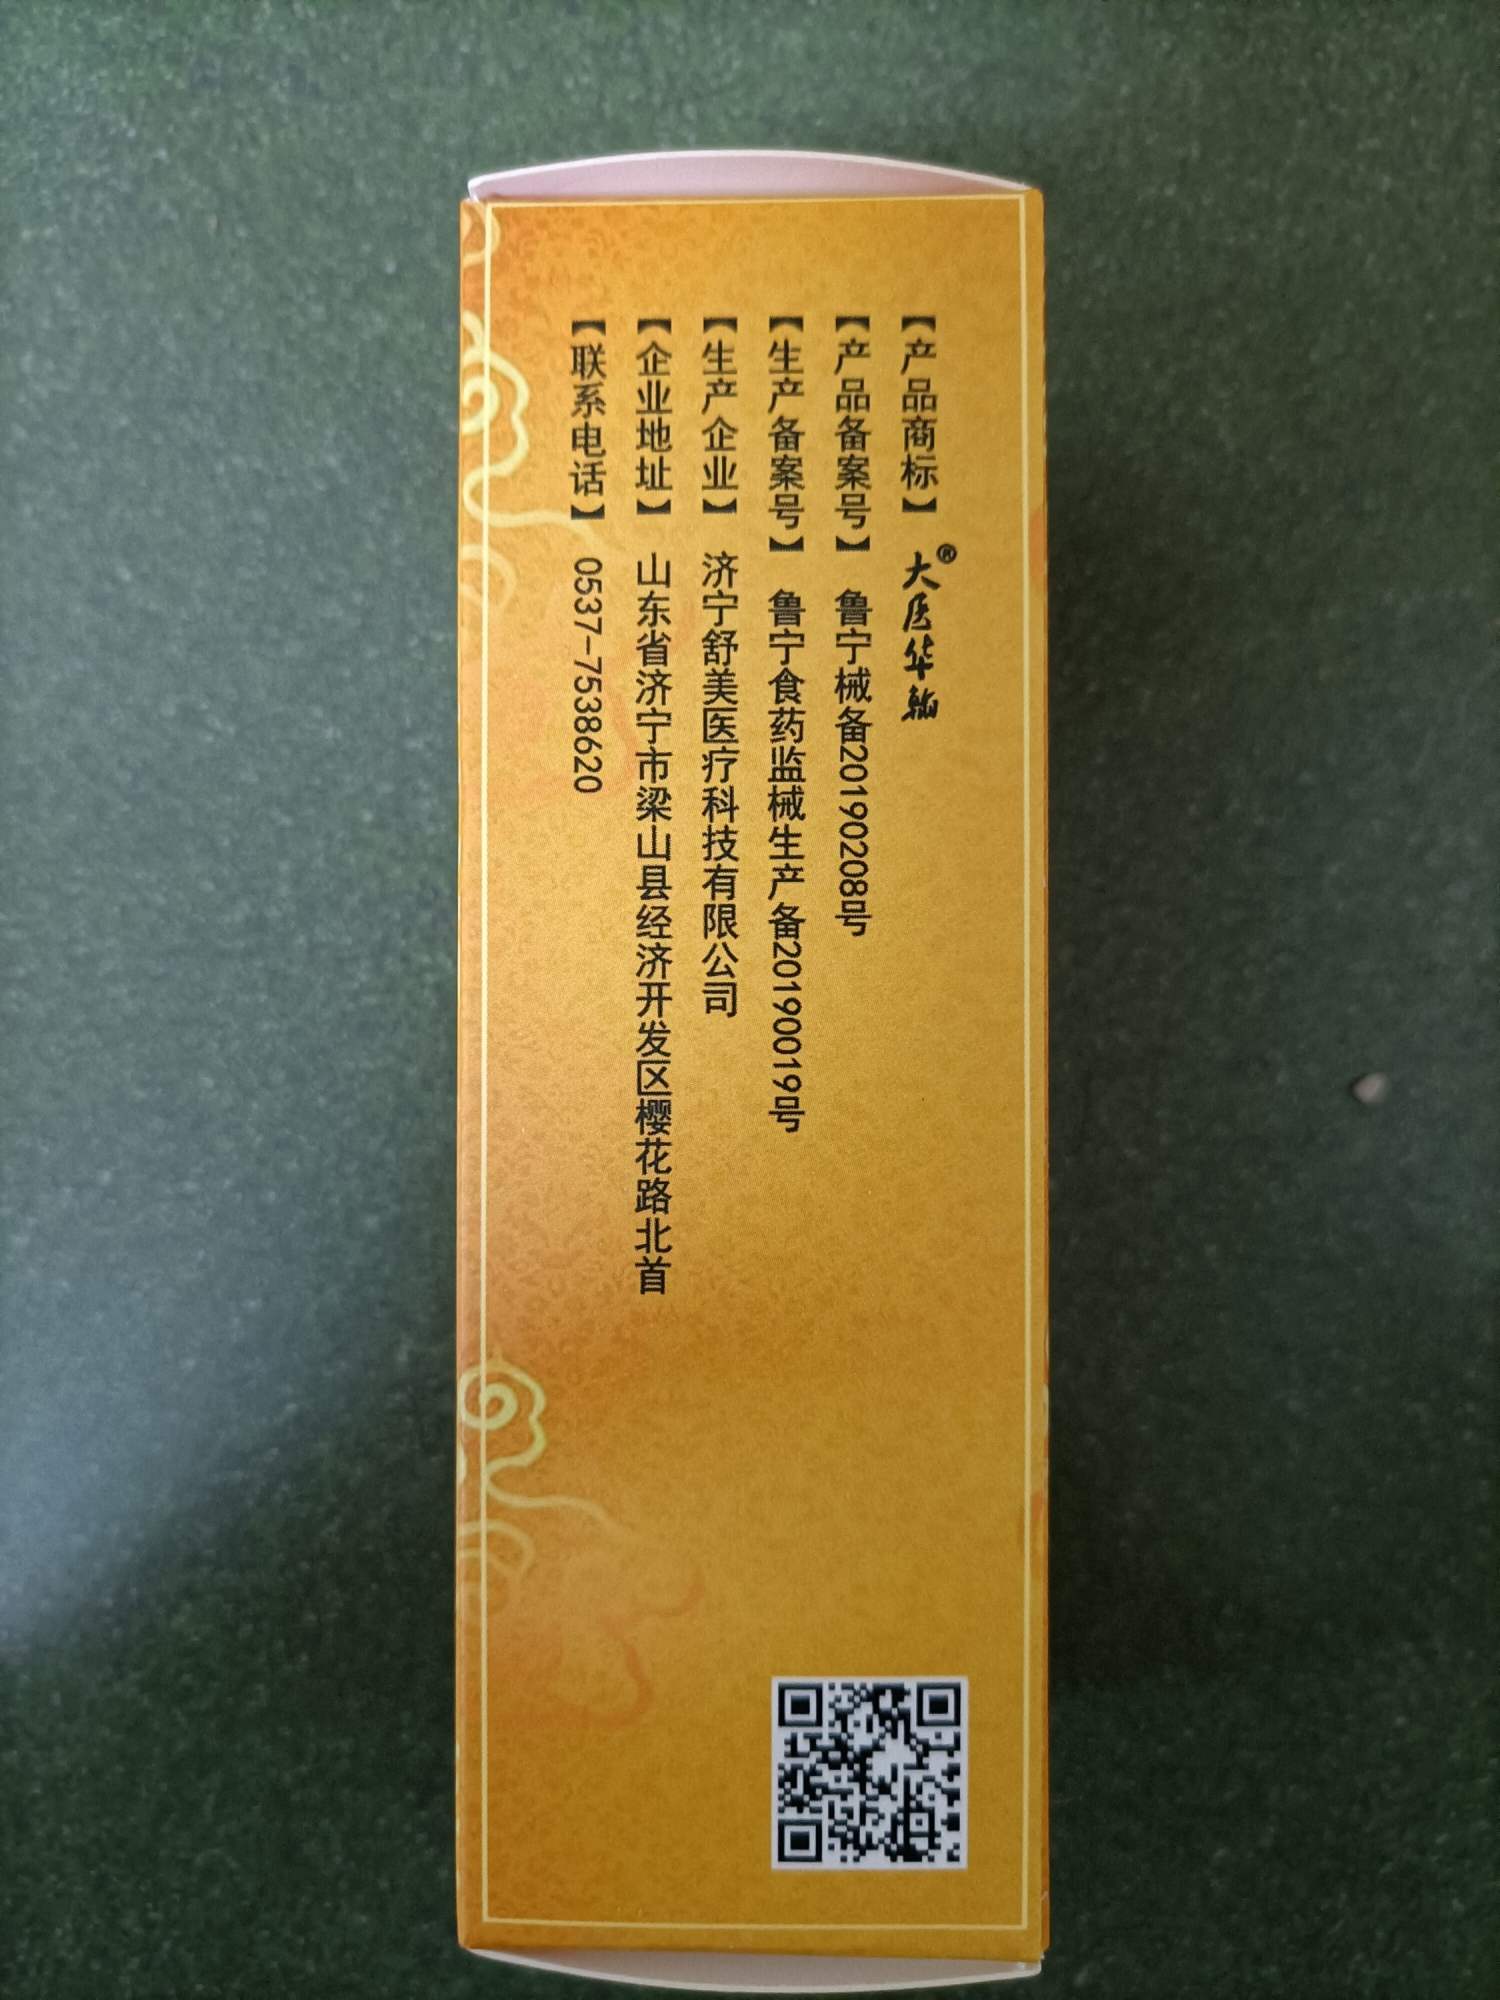 【产品商标】 大医华翰®
【产品备案号】 鲁宁械备20190208号
【生产备案号】 鲁宁食药监械生产备20190019号
【生产企业】 济宁舒美医疗科技有限公司
【企业地址】 山东省济宁市梁山县经济开发区樱花路北首
【联系电话】 0537-7538620